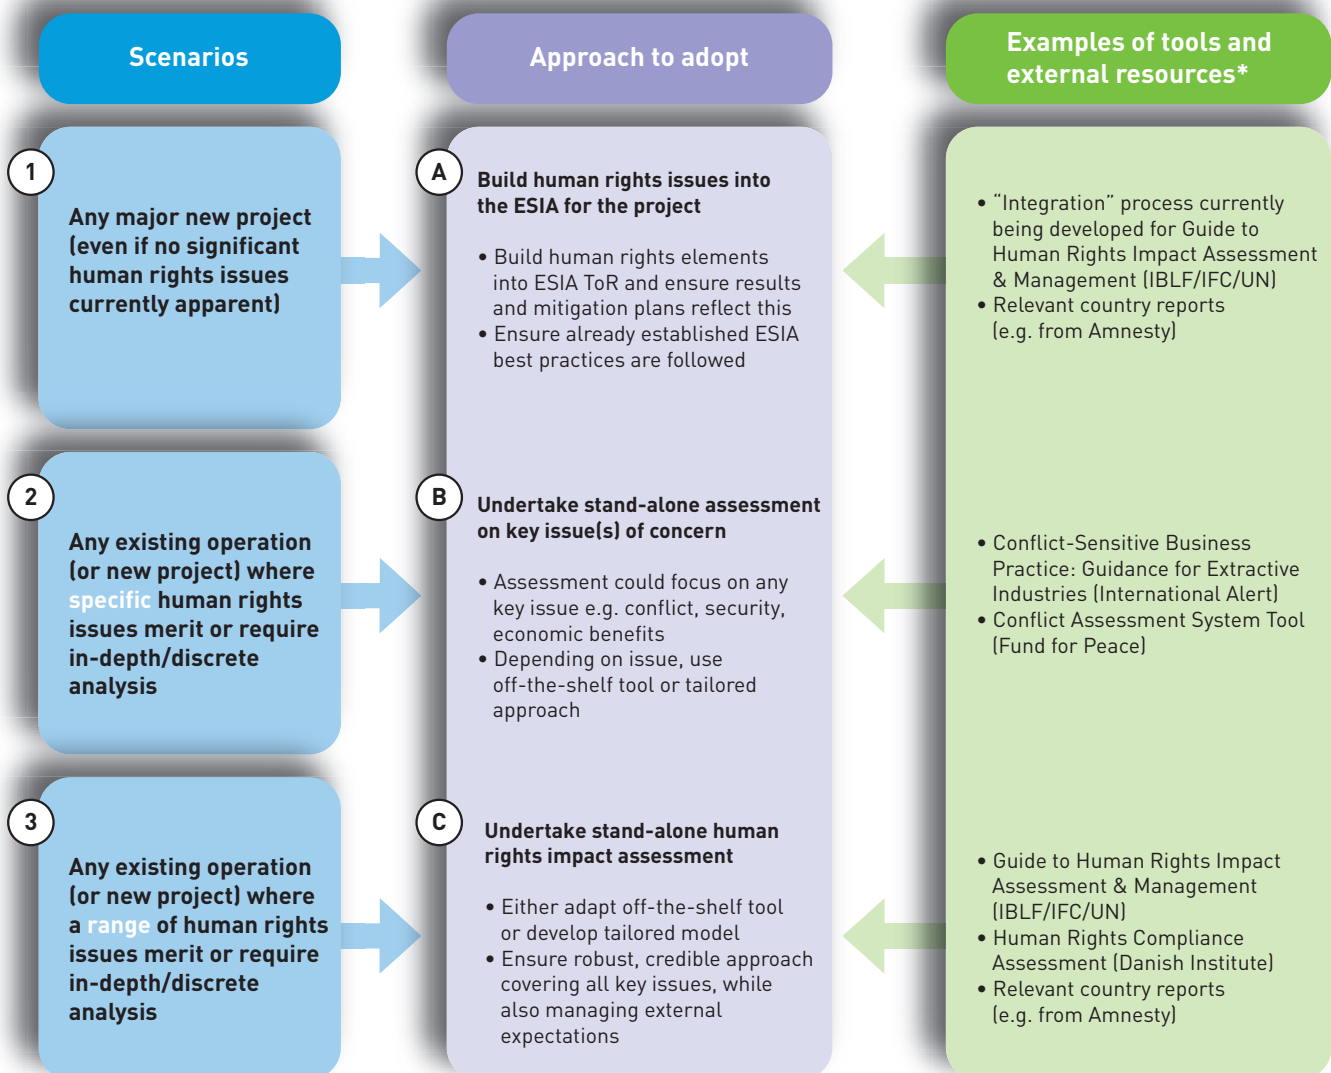 Scenarios
Approach to adopt
Examples of tools and
external resources*
1
Any major new project
(even if no significant
human rights issues
currently apparent)
A
Build human rights issues into
the ESIA for the project
• Build human rights elements
into ESIA ToR and ensure results
and mitigation plans reflect this
• Ensure already established ESIA
best practices are followed
• “Integration” process currently
being developed for Guide to
Human Rights Impact Assessment
& Management (IBLF/IFC/UN)
• Relevant country reports
(e.g. from Amnesty)
2
Any existing operation
(or new project) where
specific human rights
issues merit or require
in-depth/discrete
analysis
B
Undertake stand-alone assessment
on key issue(s) of concern
• Assessment could focus on any
key issue e.g. conflict, security,
economic benefits
• Depending on issue, use
off-the-shelf tool or tailored
approach
• Conflict-Sensitive Business
Practice: Guidance for Extractive
Industries (International Alert)
• Conflict Assessment System Tool
(Fund for Peace)
3
Any existing operation
(or new project) where
a range of human rights
issues merit or require
in-depth/discrete
analysis
C
Undertake stand-alone human
rights impact assessment
• Either adapt off-the-shelf tool
or develop tailored model
• Ensure robust, credible approach
covering all key issues, while
also managing external
expectations
• Guide to Human Rights Impact
Assessment & Management
(IBLF/IFC/UN)
• Human Rights Compliance
Assessment (Danish Institute)
• Relevant country reports
(e.g. from Amnesty)